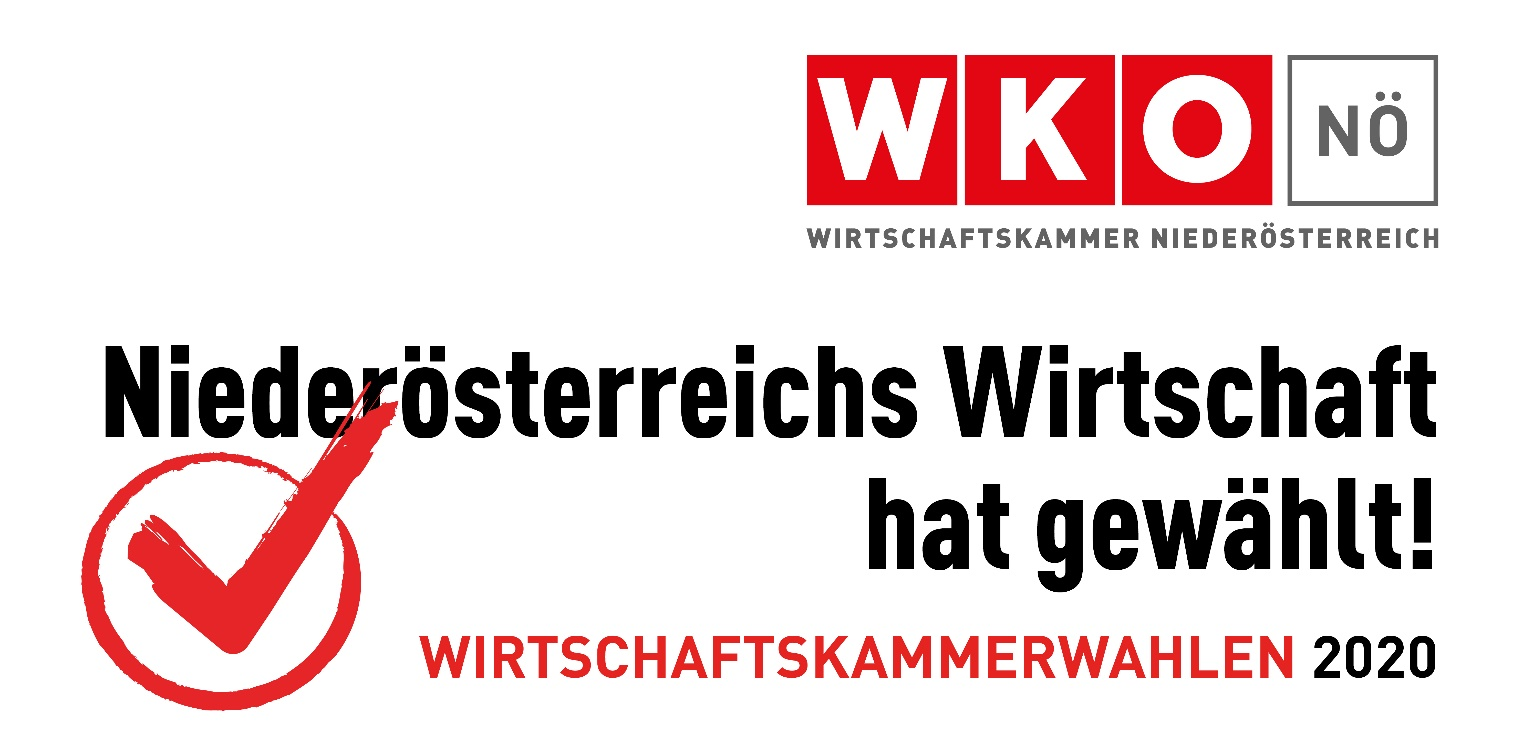 WKO NÖ
WIRTSCHAFTSKAMMER NIEDERÖSTERREICH
Niederösterreichs Wirtschaft
hat gewählt!
WIRTSCHAFTSKAMMERWAHLEN 2020